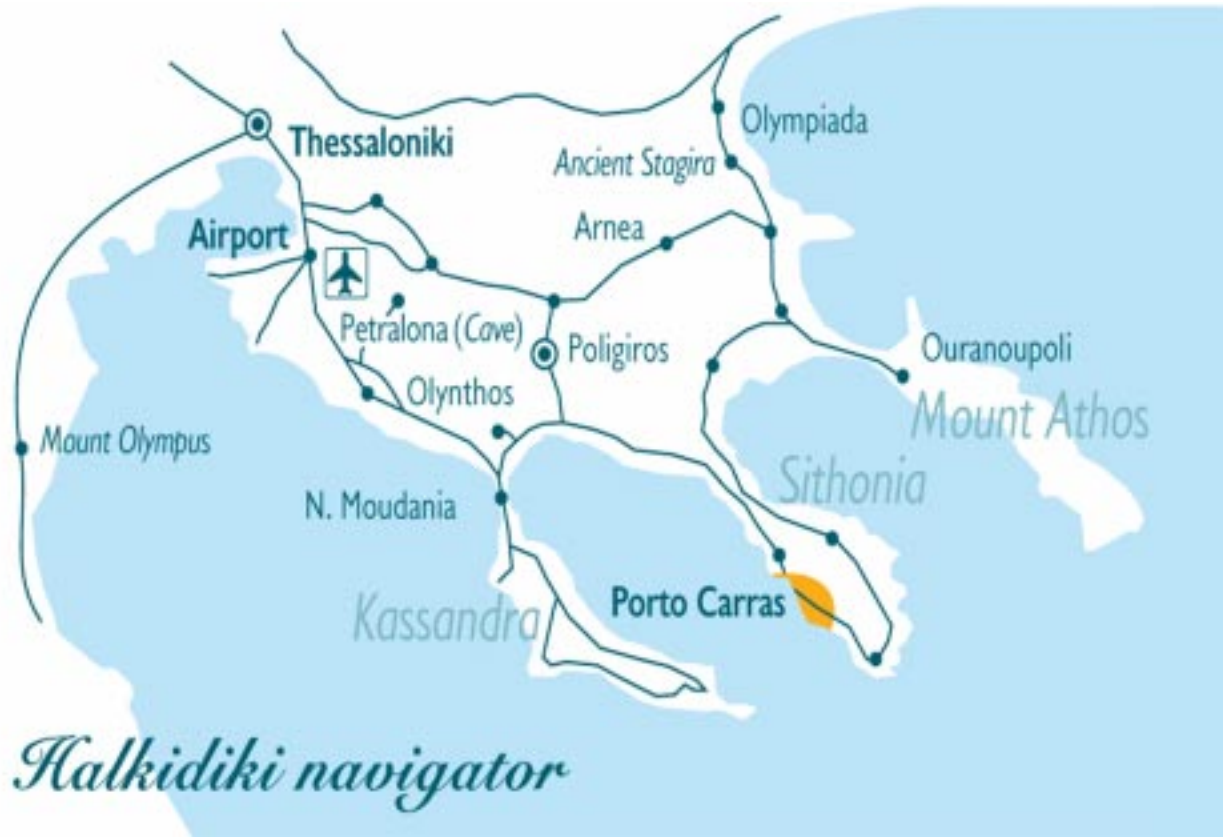 Olympiada
Thessaloniki
Ancient Stagira
Arnea
Airport
Petralona (Cave)
Poligiros
Ouranoupoli
Olynthos
Mount Athos
Mount Olympus
Sithonia
N. Moudania
Porto Carras
Kassandra
Halkidiki navigator